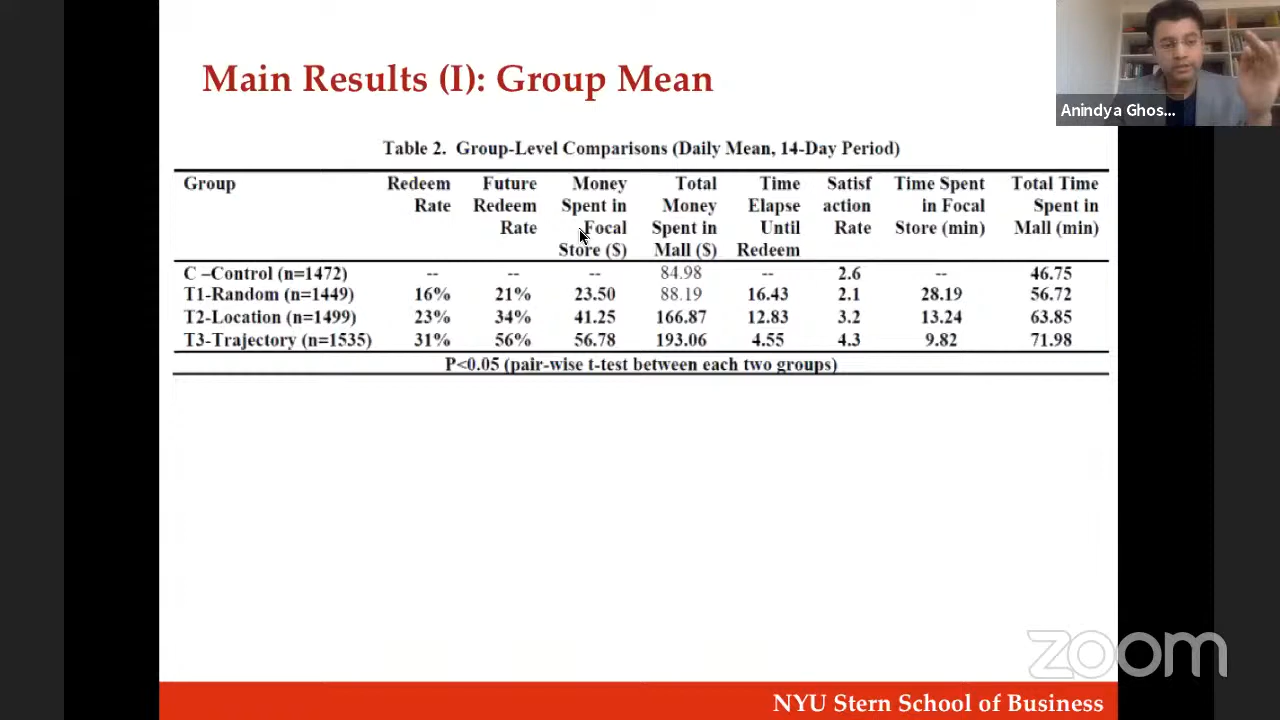 Main Results (I): Group Mean
Anindya Ghos...
Table 2. Group-Level Comparisons (Daily Mean, 14-Day Period)
Group Redeem Future Money Total Time Satisf Time Spent Total Time
Rate Redeem Spent in Money Elapse action in Focal Spent in
Rate Focal Spent in Until Rate Store (min) Mall (min)
Store ($) Mall ($) Redeem
C –Control (n=1472) -- -- -- 84.98 -- 2.6 -- 46.75
T1-Random (n=1449) 16% 21% 23.50 88.19 16.43 2.1 28.19 56.72
T2-Location (n=1499) 23% 34% 41.25 166.87 12.83 3.2 13.24 63.85
T3-Trajectory (n=1535) 31% 56% 56.78 193.06 4.55 4.3 9.82 71.98
P<0.05 (pair-wise t-test between each two groups)
zoom
NYU Stern School of Business